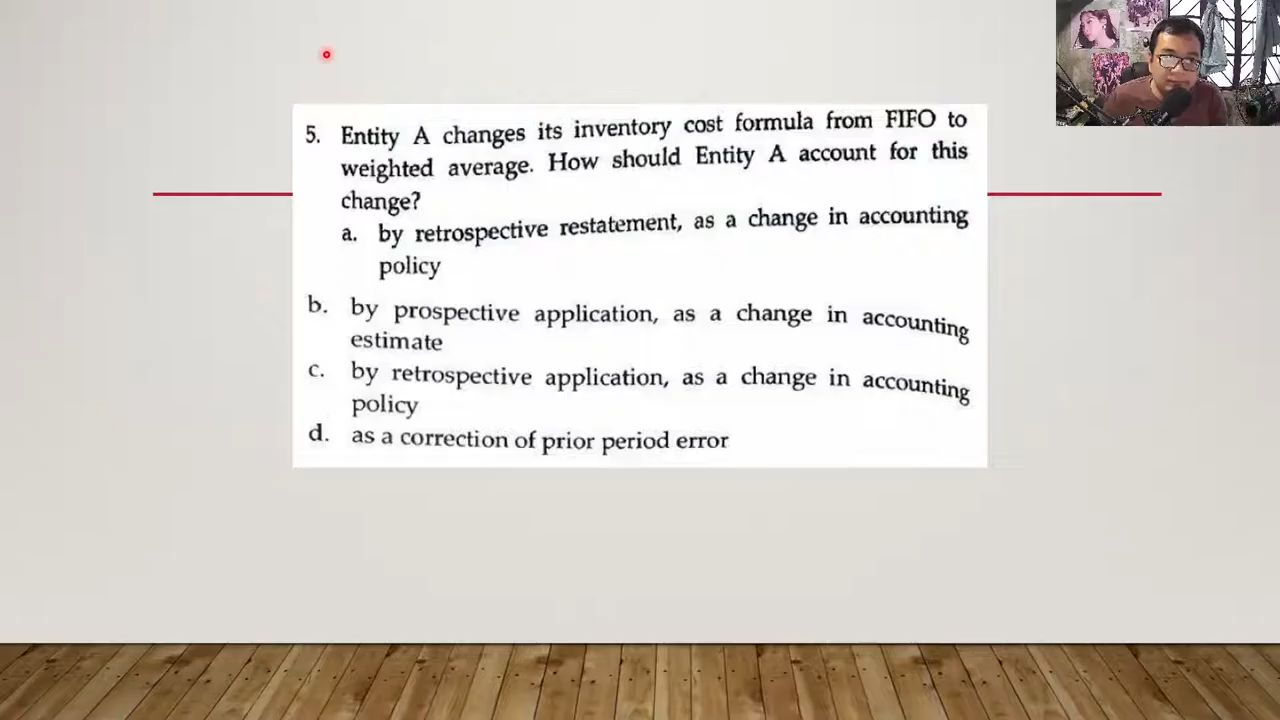 5. Entity A changes its inventory cost formula from FIFO to
weighted average. How should Entity A account for this
change?
a. by retrospective restatement, as a change in accounting
policy
b. by prospective application, as a change in accounting
estimate
c. by retrospective application, as a change in accounting
policy
d. as a correction of prior period error